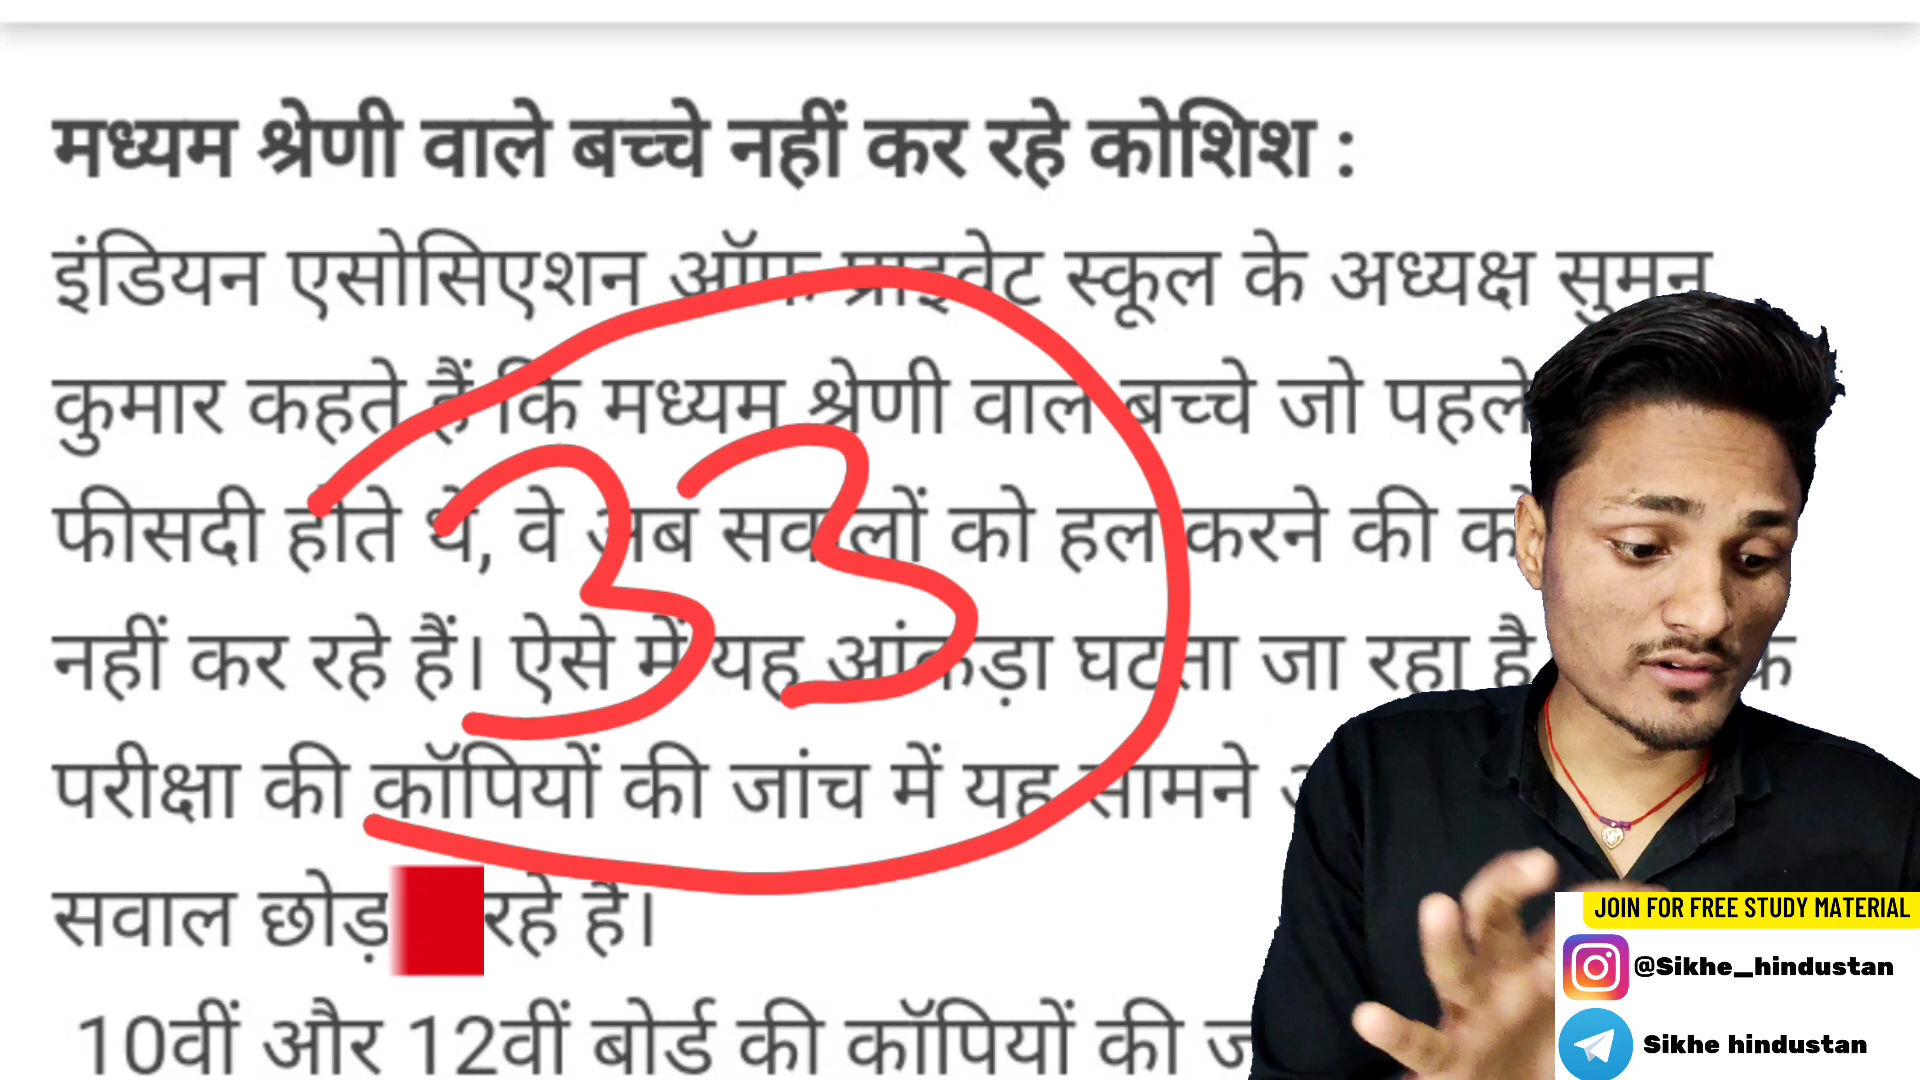 मध्यम श्रेणी वाले बच्चे नहीं कर रहे कोशिश :
इंडियन एसोसिएशन ऑफ प्राइवेट स्कूल के अध्यक्ष सुमन
कुमार कहते हैं कि मध्यम श्रेणी वाले बच्चे जो पहले
फीसदी होते थे, वे अब सवालों को हल करने की
नहीं कर रहे हैं। ऐसे में यह आंकड़ा घटता जा रहा है
परीक्षा की कॉपियों की जांच में यह सामने
सवाल छोड़ रहे हैं।
10वीं और 12वीं बोर्ड की कॉपियों की
33
JOIN FOR FREE STUDY MATERIAL
@Sikhe_hindustan
Sikhe hindustan